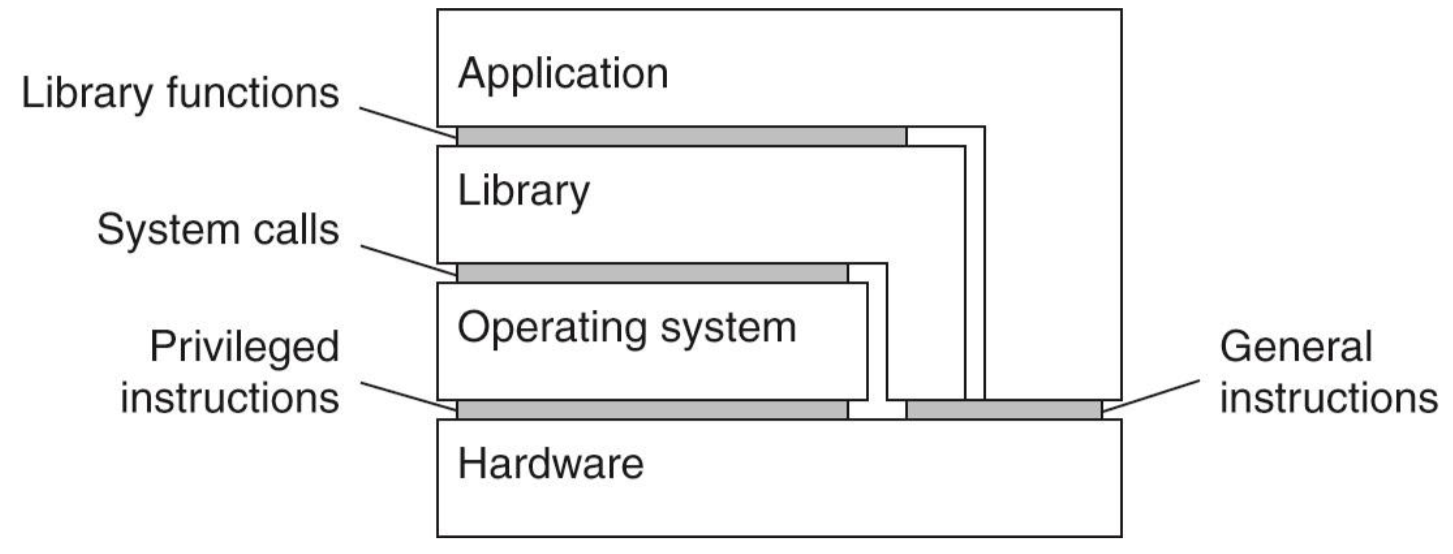 Application
Library functions
Library
System calls
Operating system
Privileged
instructions
General
instructions
Hardware